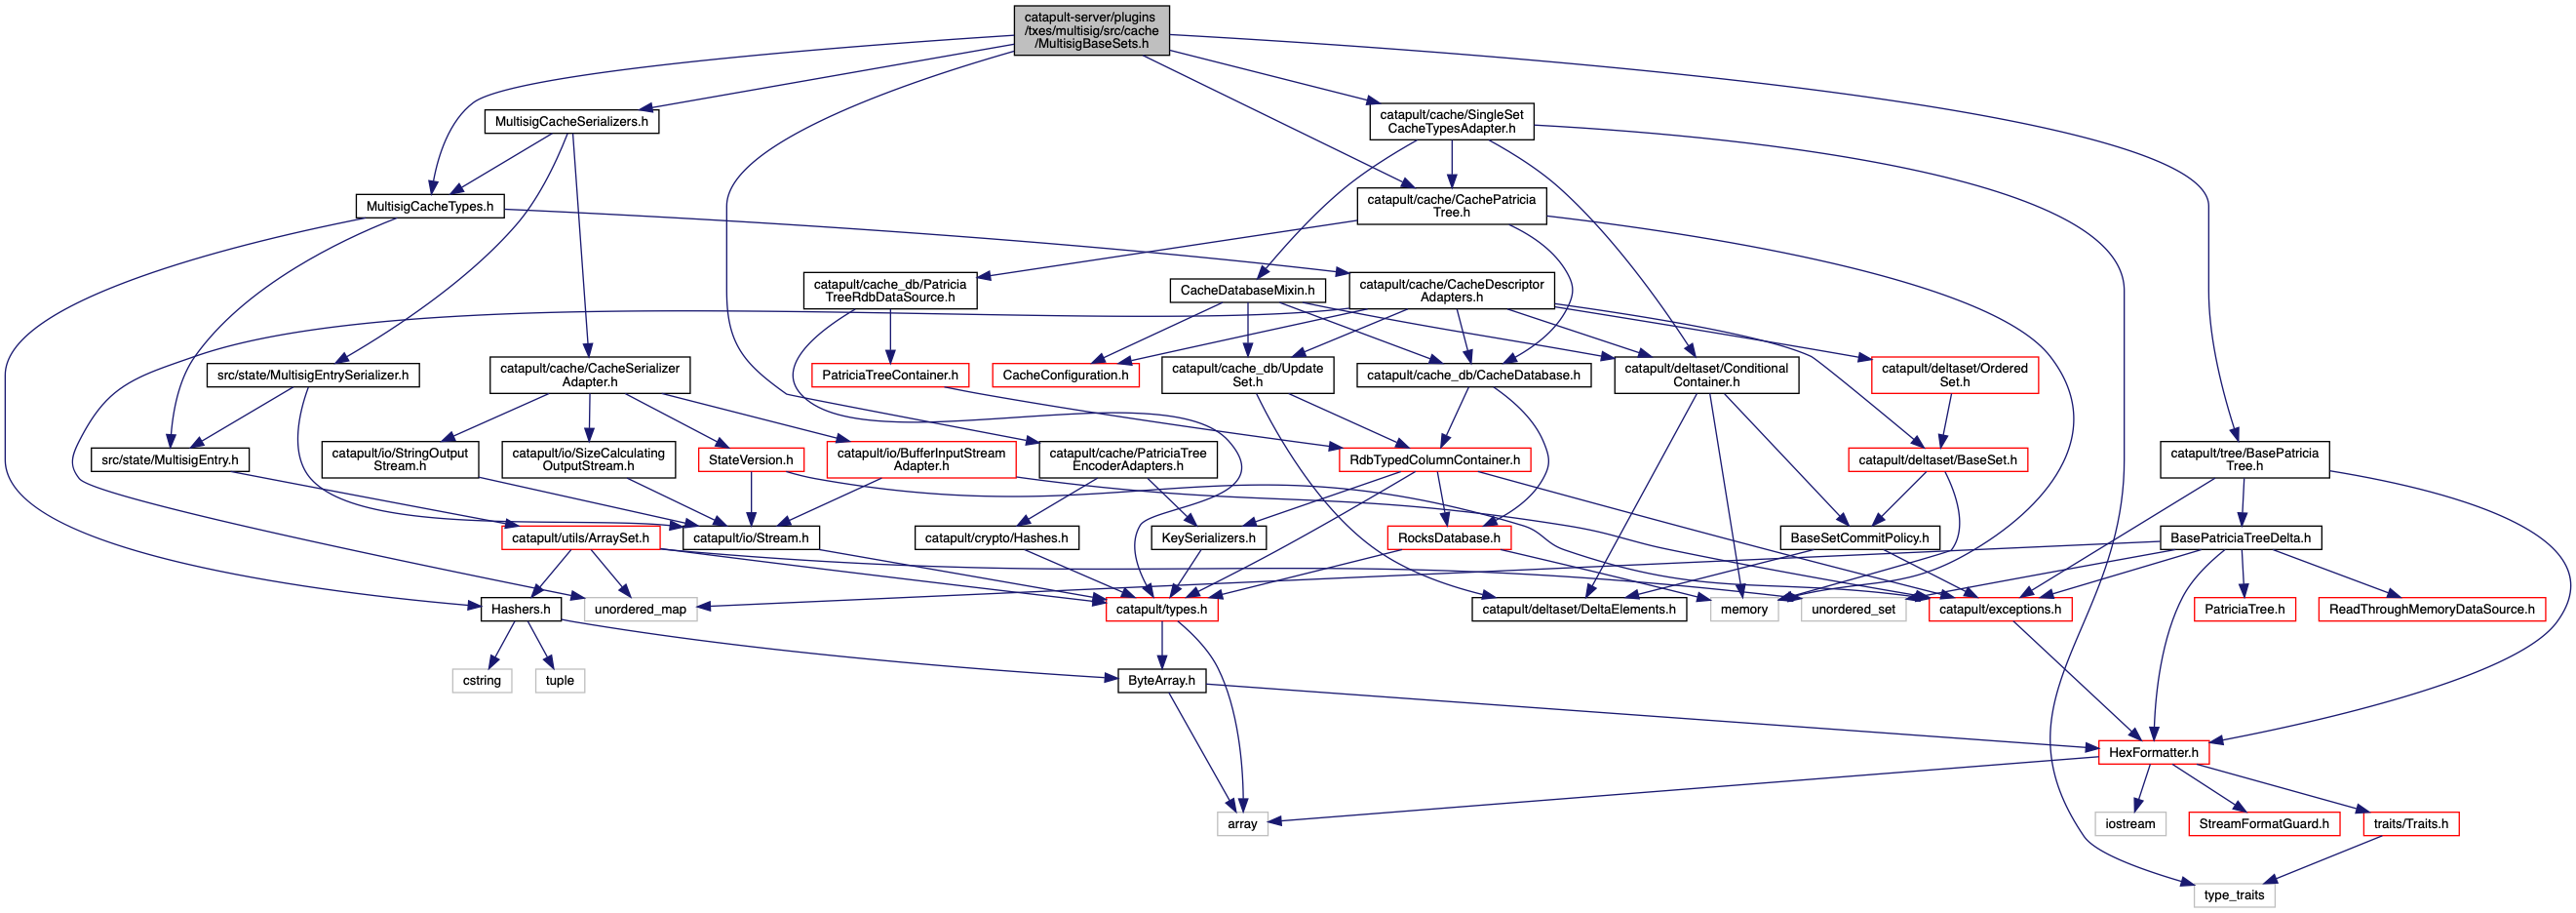 catapult-server/plugins
/txes/multisig/src/cache
/MultisigBaseSets.h
MultisigCacheSerializers.h
catapult/cache/SingleSet
CacheTypesAdapter.h
MultisigCacheTypes.h
catapult/cache/CachePatricia
Tree.h
catapult/cache_db/Patricia
TreeRdbDataSource.h
CacheDatabaseMixin.h
catapult/cache/CacheDescriptor
Adapters.h
src/state/MultisigEntrySerializer.h
catapult/cache/CacheSerializer
Adapter.h
PatriciaTreeContainer.h
CacheConfiguration.h
catapult/cache_db/Update
Set.h
catapult/cache_db/CacheDatabase.h
catapult/deltaset/Conditional
Container.h
catapult/deltaset/Ordered
Set.h
src/state/MultisigEntry.h
catapult/io/StringOutput
Stream.h
catapult/io/SizeCalculating
OutputStream.h
StateVersion.h
catapult/io/BufferInputStream
Adapter.h
catapult/cache/PatriciaTree
EncoderAdapters.h
RdbTypedColumnContainer.h
catapult/deltaset/BaseSet.h
catapult/tree/BasePatricia
Tree.h
catapult/utils/ArraySet.h
catapult/io/Stream.h
catapult/crypto/Hashes.h
KeySerializers.h
RocksDatabase.h
BaseSetCommitPolicy.h
BasePatriciaTreeDelta.h
Hashers.h
unordered_map
catapult/types.h
catapult/deltaset/DeltaElements.h
memory
unordered_set
catapult/exceptions.h
PatriciaTree.h
ReadThroughMemoryDataSource.h
cstring
tuple
ByteArray.h
HexFormatter.h
array
iostream
StreamFormatGuard.h
traits/Traits.h
type_traits